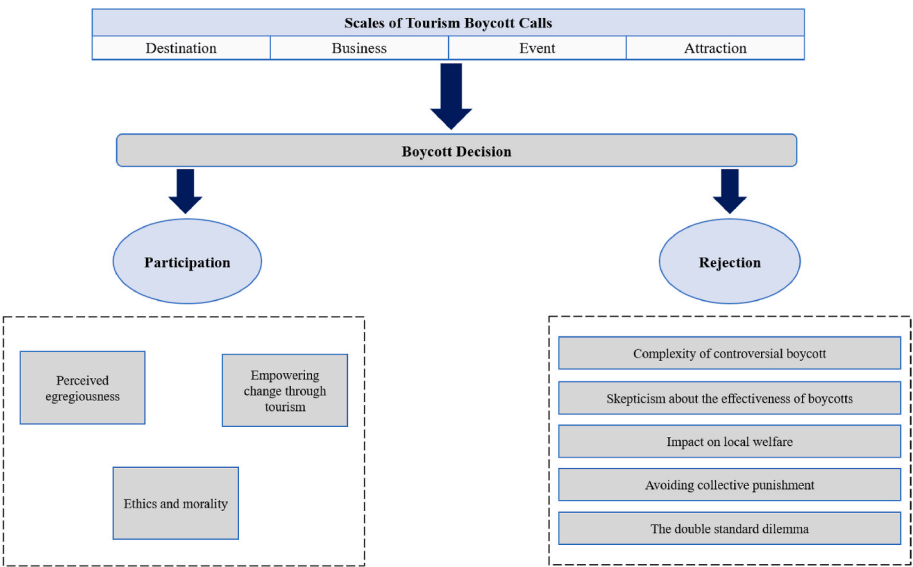 Scales of Tourism Boycott Calls
Destination Business Event Attraction
Boycott Decision
Participation
Rejection
Perceived
egregiousness
Empowering
change through
tourism
Ethics and morality
Complexity of controversial boycott
Skepticism about the effectiveness of boycotts
Impact on local welfare
Avoiding collective punishment
The double standard dilemma